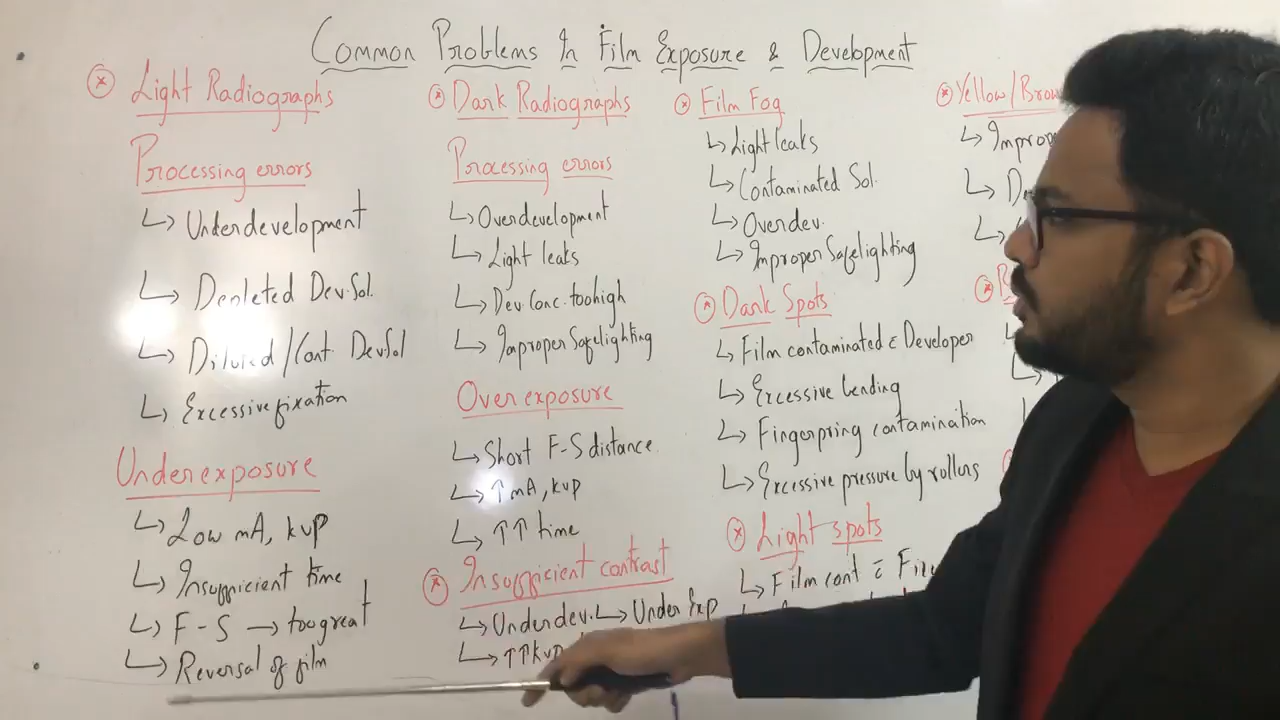 Common Problems In Film Exposure & Development
Light Radiographs
Processing errors
↳ Underdevelopment
↳ Depleted Dev. Sol.
↳ Diluted / Cont. Dev Sol
↳ Excessive fixation
Underexposure
↳ Low mA, kvp
↳ Insufficient time
↳ F-S → too great
↳ Reversal of film
Dark Radiographs
Processing errors
↳ Overdevelopment
↳ Light leaks
↳ Dev Conc. too high
↳ Improper Safelighting
Over exposure
↳ Short F-S distance.
↳ ↑ mA, kvp
↳ ↑↑ time
Insufficient contrast
↳ Underdev. ↳ Under Exp
↳ ↑↑ kvp
Film Fog
↳ Light leaks
↳ Contaminated Sol.
↳ Overdev.
↳ Improper Safelighting
Dark Spots
↳ Film contaminated c̄ Developer
↳ Excessive bending
↳ Fingerpring contamination
↳ Excessive pressure by rollers
Light spots
↳ Film cont c̄
Yellow/